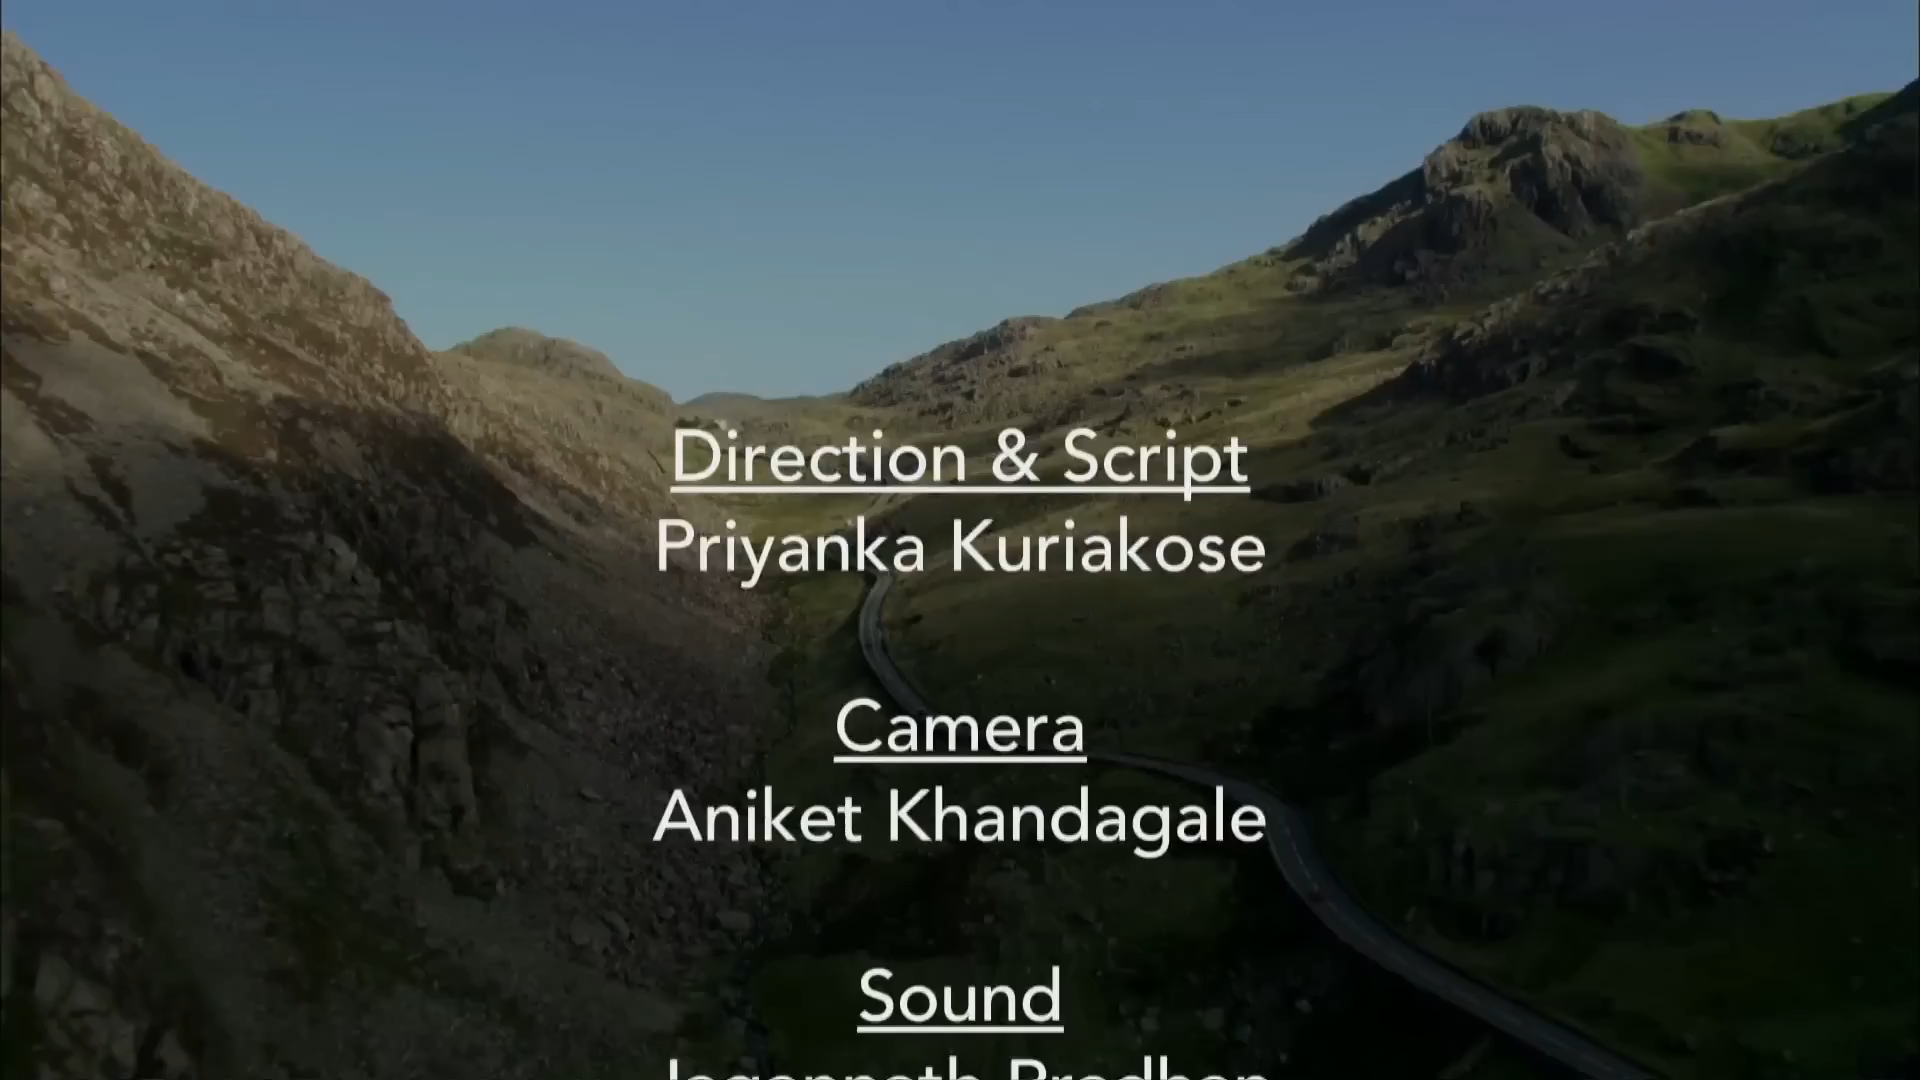 Direction & Script
Priyanka Kuriakose
Camera
Aniket Khandagale
Sound